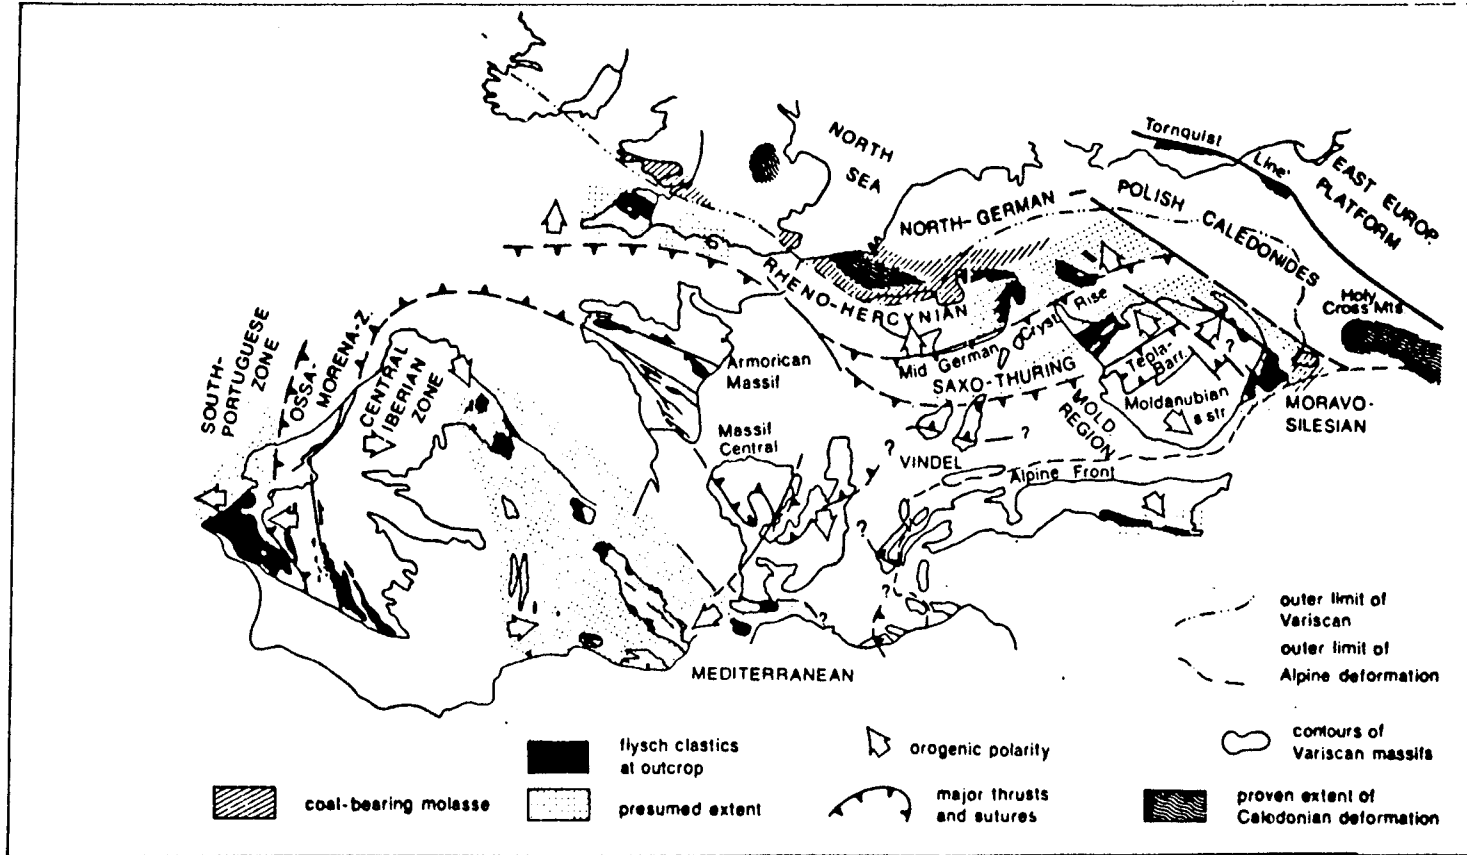 NORTH
SEA
Tornquist
Line
EAST EUROP.
PLATFORM
NORTH-GERMAN -
POLISH CALEDONIDES
Holy
Cross Mts
RHENO-HERCYNIAN
Mid German Cryst Rise
SAXO-THURING
SOUTH-
PORTUGUESE
ZONE
OSSA-
MORENA-Z.
CENTRAL
IBERIAN
ZONE
Armorican
Massif
Massif
Central
Tepla-
Barr.
?
Moldanubian
s str
MOLD
REGION
MORAVO-
SILESIAN
?
?
VINDEL
Alpine Front
?
?
?
MEDITERRANEAN
outer limit of
Variscan
outer limit of
Alpine deformation
flysch clastics
at outcrop
orogenic polarity
contours of
Variscan massifs
coal-bearing molasse
presumed extent
major thrusts
and sutures
proven extent of
Caledonian deformation